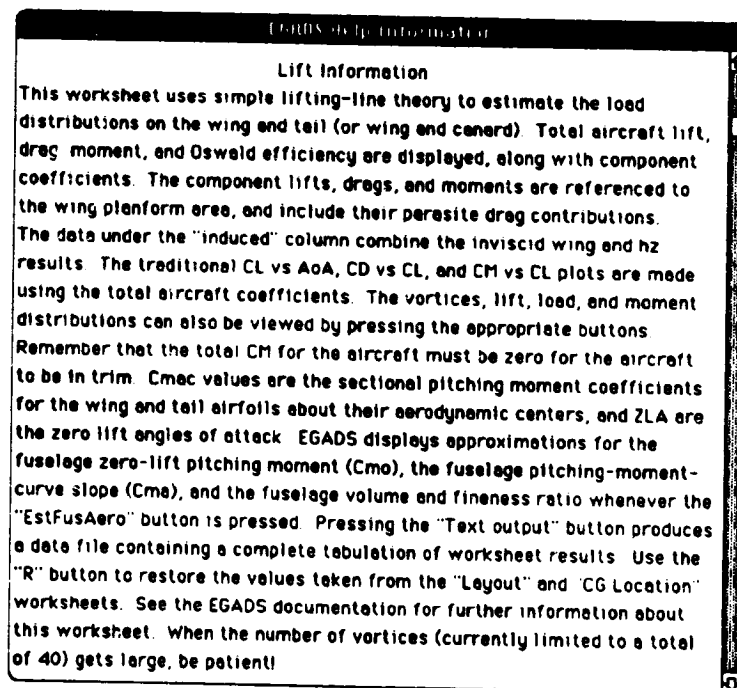 EGADS Help Information
Lift Information
This worksheet uses simple lifting-line theory to estimate the load
distributions on the wing and tail (or wing and canard). Total aircraft lift,
drag moment, and Oswald efficiency are displayed, along with component
coefficients. The component lifts, drags, and moments are referenced to
the wing planform area, and include their parasite drag contributions.
The data under the "induced" column combine the inviscid wing and hz
results. The traditional CL vs AoA, CD vs CL, and CM vs CL plots are made
using the total aircraft coefficients. The vortices, lift, load, and moment
distributions can also be viewed by pressing the appropriate buttons.
Remember that the total CM for the aircraft must be zero for the aircraft
to be in trim. Cmac values are the sectional pitching moment coefficients
for the wing and tail airfoils about their aerodynamic centers, and ZLA are
the zero lift angles of attack EGADS displays approximations for the
fuselage zero-lift pitching moment (Cmo), the fuselage pitching-moment-
curve slope (Cma), and the fuselage volume and fineness ratio whenever the
"EstFusAero" button is pressed. Pressing the "Text output" button produces
a data file containing a complete tabulation of worksheet results Use the
"R" button to restore the values taken from the "Layout" and "CG Location"
worksheets. See the EGADS documentation for further information about
this worksheet. When the number of vortices (currently limited to a total
of 40) gets large, be patient!